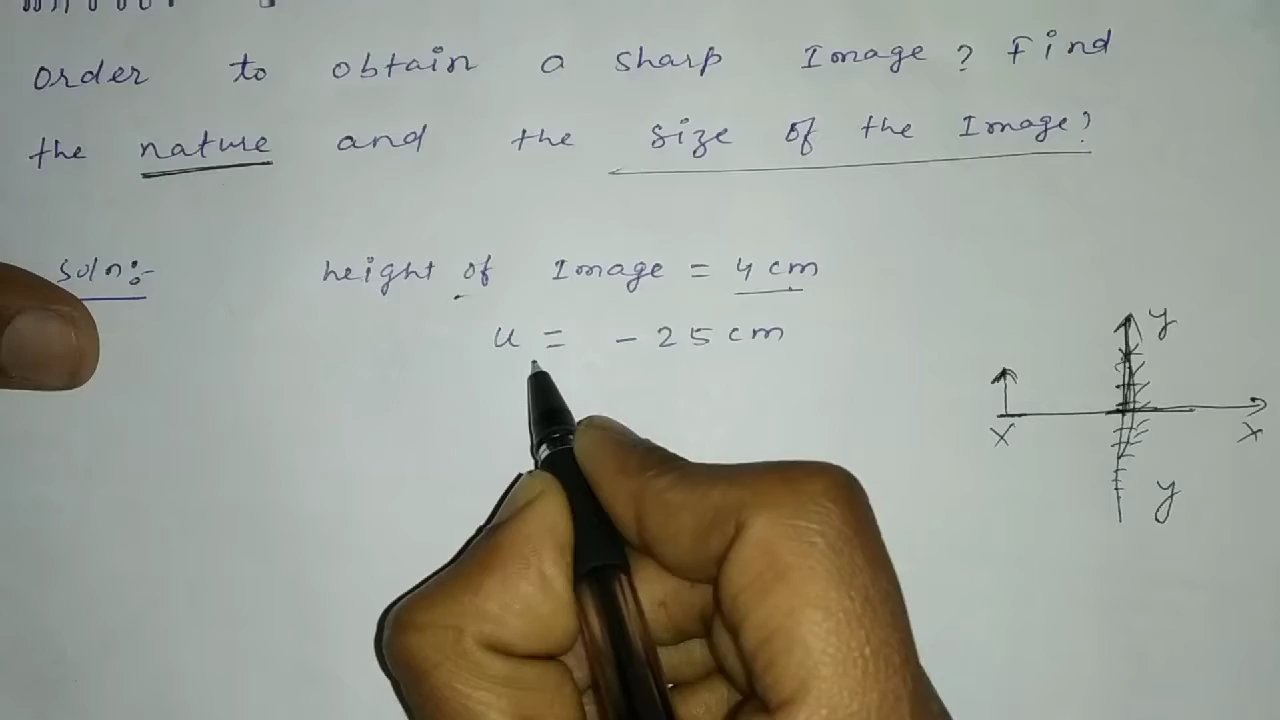 order to obtain a sharp Image? Find
the nature and the size of the Image?
Soln:-
height of Image = 4 cm
u = - 25 cm
y
X
X
y